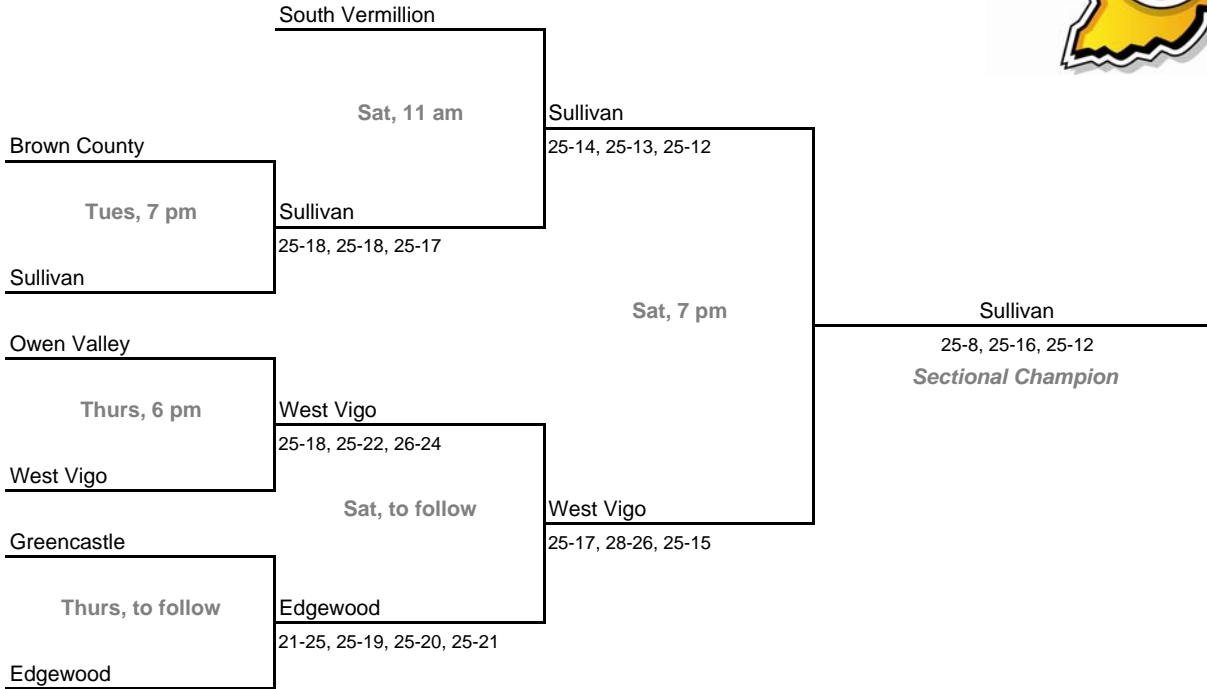 South Vermillion
Sat, 11 am
Sullivan
Brown County
25-14, 25-13, 25-12
Tues, 7 pm
Sullivan
25-18, 25-18, 25-17
Sullivan
Sat, 7 pm
Sullivan
Owen Valley
25-8, 25-16, 25-12
Sectional Champion
Thurs, 6 pm
West Vigo
25-18, 25-22, 26-24
West Vigo
Sat, to follow
West Vigo
Greencastle
25-17, 28-26, 25-15
Thurs, to follow
Edgewood
21-25, 25-19, 25-20, 25-21
Edgewood